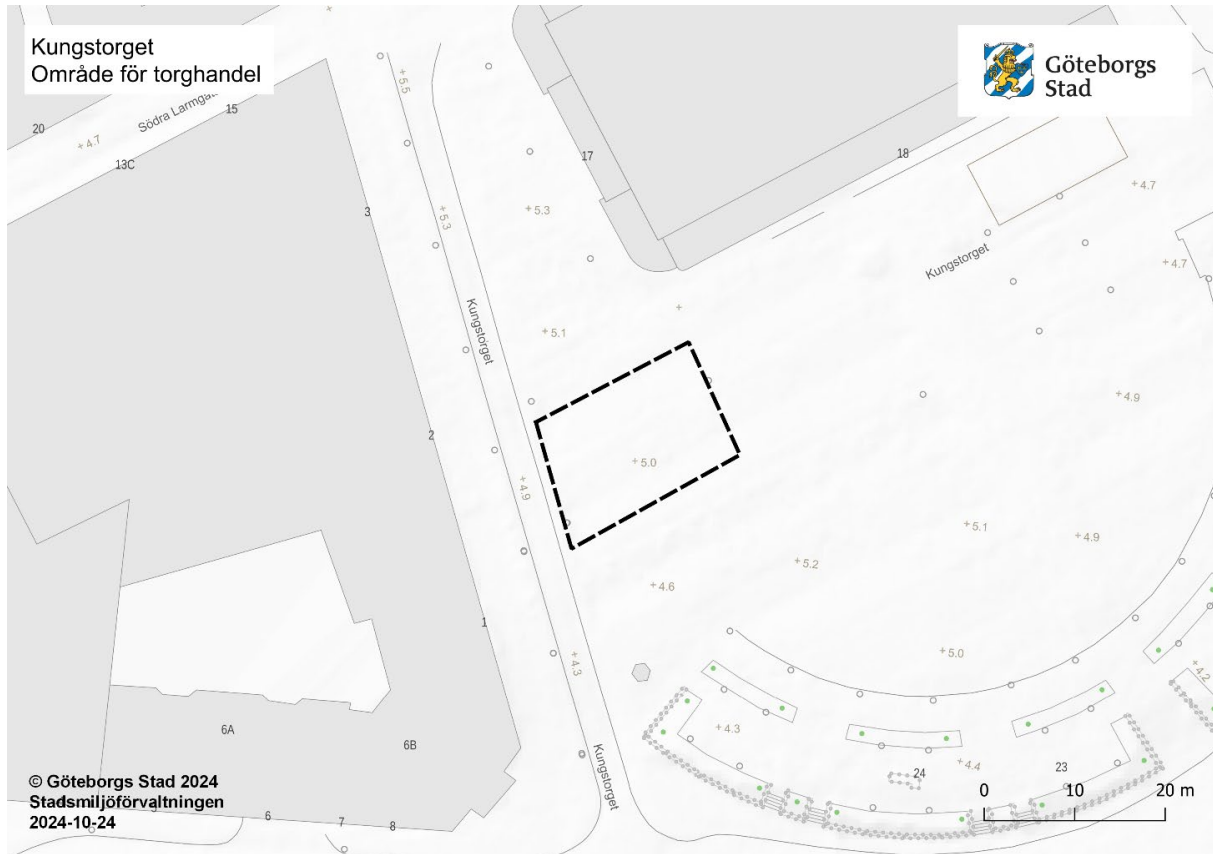 Kungstorget
Område för torghandel
Göteborgs
Stad
5.5
20
4.7
Södra Larmgat
15
13C
17
18
4.7
3
5.3
5.3
4.7
Kungstorget
Kungstorget
5.1
4.9
2
5.0
4.9
5.1
4.9
5.2
4.6
1
4.3
5.0
4.2
6A
6B
4.3
4.4
24
23
Kungstorget
0 10 20 m
© Göteborgs Stad 2024
Stadsmiljöförvaltningen
2024-10-24
6
7
8